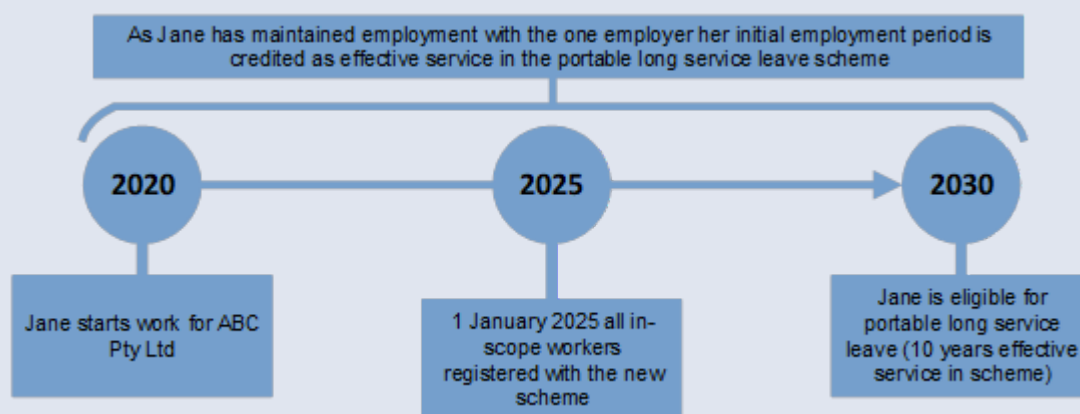 As Jane has maintained employment with the one employer her initial employment period is
credited as effective service in the portable long service leave scheme
2020
2025
2030
Jane starts work for ABC
Pty Ltd
1 January 2025 all in-
scope workers
registered with the new
scheme
Jane is eligible for
portable long service
leave (10 years effective
service in scheme)